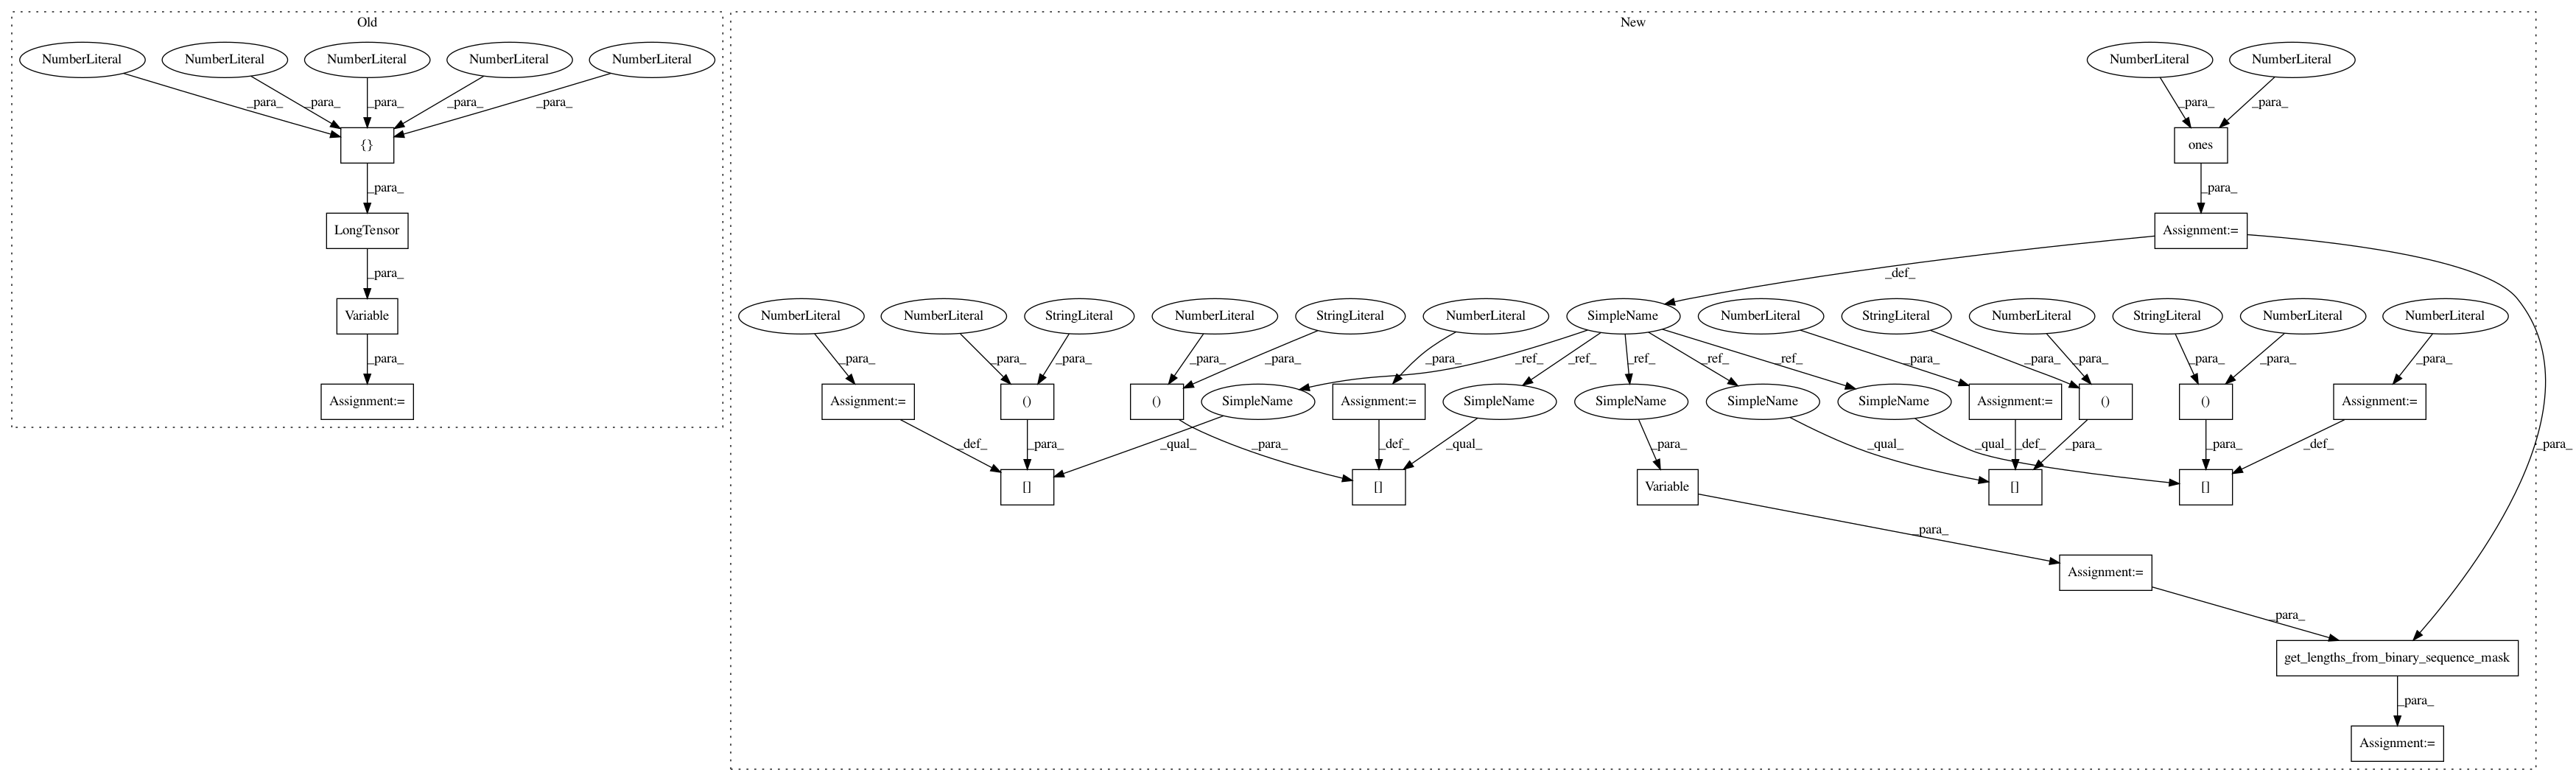 Old
New
NumberLiteral NumberLiteral NumberLiteral NumberLiteral NumberLiteral NumberLiteral NumberLiteral
_para_ _para_ _para_ _para_ _para_ _para_ _para_
{} ones
_para_ _para_
LongTensor Assignment:=
_para_ _def_
Variable NumberLiteral NumberLiteral StringLiteral NumberLiteral StringLiteral NumberLiteral SimpleName NumberLiteral StringLiteral NumberLiteral StringLiteral NumberLiteral NumberLiteral
_para_ _para_ _para_ _para_ _para_ _para_ _para_ _ref_ _ref_ _ref_ _ref_ _ref_ _para_ _para_ _para_ _para_ _para_ _para_
Assignment:= Assignment:= () () SimpleName Assignment:= SimpleName SimpleName SimpleName SimpleName Assignment:= () () Assignment:=
_def_ _para_ _qual_ _para_ _def_ _qual_ _para_ _qual_ _qual_ _def_ _para_ _para_ _def_ _para_
[] [] Variable [] []
_para_
Assignment:=
_para_
get_lengths_from_binary_sequence_mask
_para_
Assignment:=